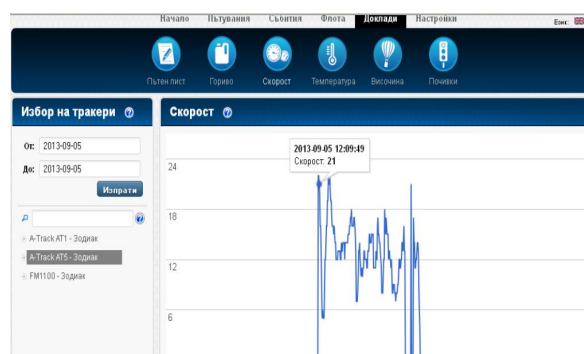 Начало Пътувания Събития Флота Доклади Настройки Език:
Пътен лист Гориво Скорост Температура Височина Почивки
Избор на тракери ?
Скорост ?
От: 2013-09-05
До: 2013-09-05
Изпрати
A-Track AT1 - Зодиак
A-Track AT5 - Зодиак
FM1100 - Зодиак
2013-09-05 12:09:49
Скорост: 21
24
18
12
6